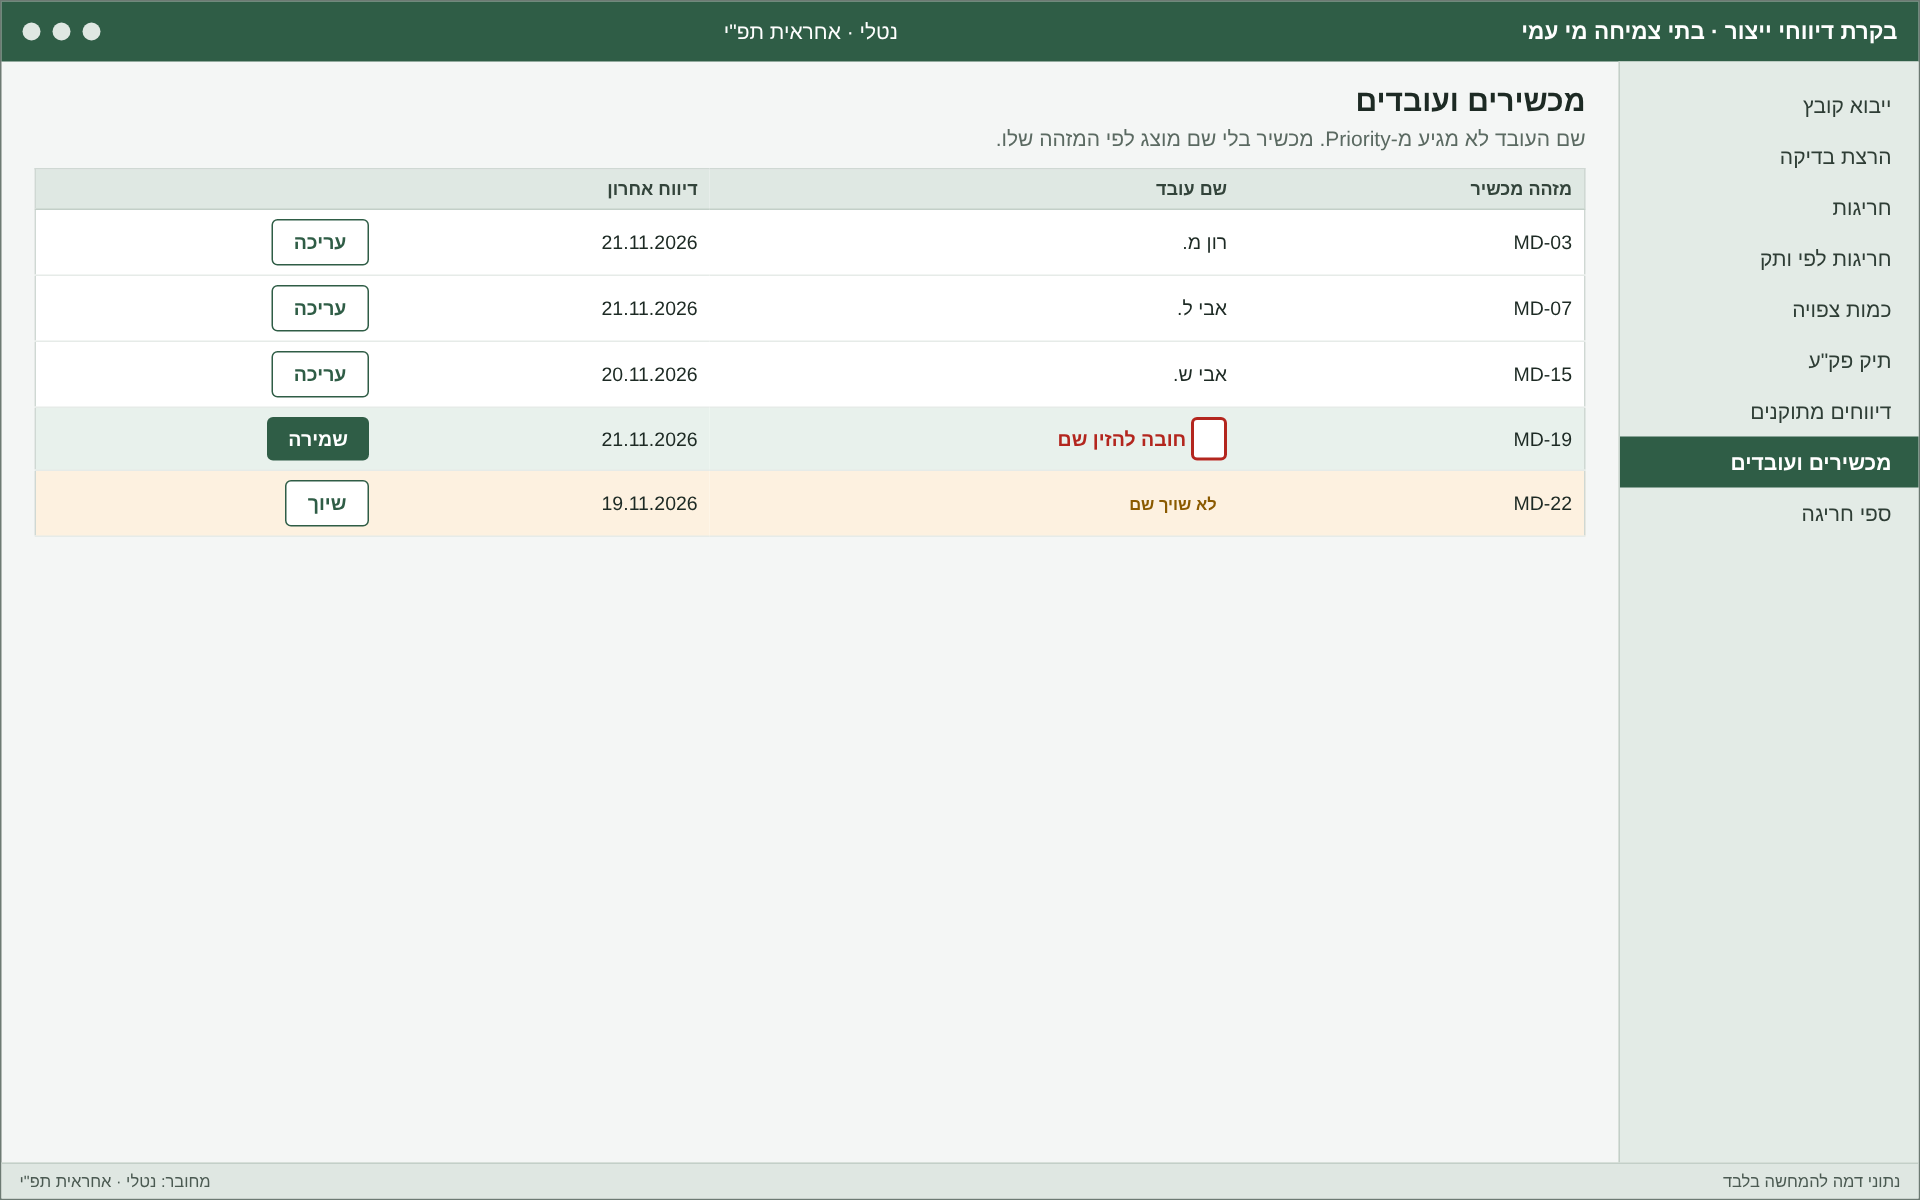 בקרת דיווחי ייצור · בתי צמיחה מי עמי
נטלי · אחראית תפ"י
ייבוא קובץ
הרצת בדיקה
חריגות
חריגות לפי ותק
כמות צפויה
תיק פק"ע
דיווחים מתוקנים
מכשירים ועובדים
ספי חריגה
מכשירים ועובדים
שם העובד לא מגיע מ-Priority. מכשיר בלי שם מוצג לפי המזהה שלו.
מזהה מכשיר שם עובד דיווח אחרון
MD-03 רון מ. 21.11.2026 עריכה
MD-07 אבי ל. 21.11.2026 עריכה
MD-15 אבי ש. 20.11.2026 עריכה
MD-19 חובה להזין שם 21.11.2026 שמירה
MD-22 לא שויך שם 19.11.2026 שיוך
נתוני דמה להמחשה בלבד
מחובר: נטלי · אחראית תפ"י